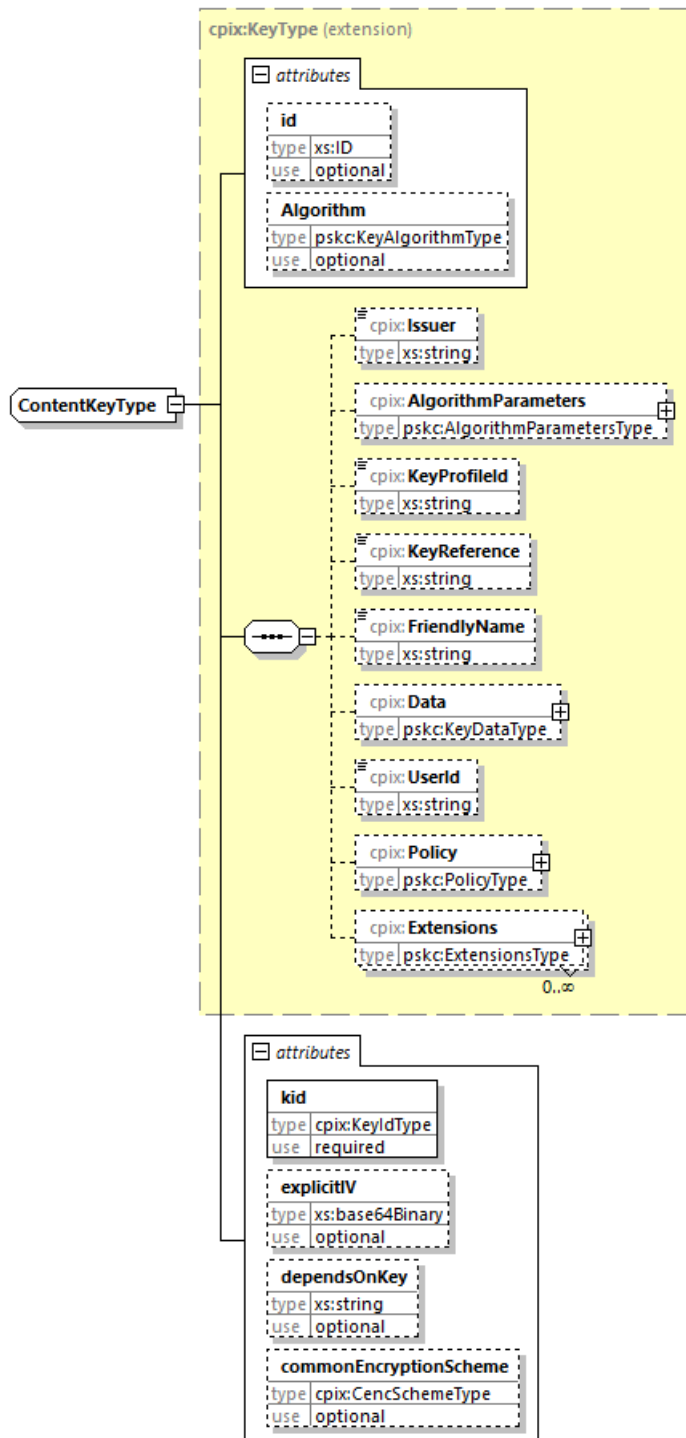 cpix:KeyType (extension)
attributes
id
type xs:ID
use optional
Algorithm
type pskc:KeyAlgorithmType
use optional
cpix:Issuer
type xs:string
cpix:AlgorithmParameters
type pskc:AlgorithmParametersType
cpix:KeyProfileId
type xs:string
cpix:KeyReference
type xs:string
cpix:FriendlyName
type xs:string
cpix:Data
type pskc:KeyDataType
cpix:UserId
type xs:string
cpix:Policy
type pskc:PolicyType
cpix:Extensions
type pskc:ExtensionsType
0..∞
ContentKeyType
attributes
kid
type cpix:KeyIdType
use required
explicitIV
type xs:base64Binary
use optional
dependsOnKey
type xs:string
use optional
commonEncryptionScheme
type cpix:CencSchemeType
use optional